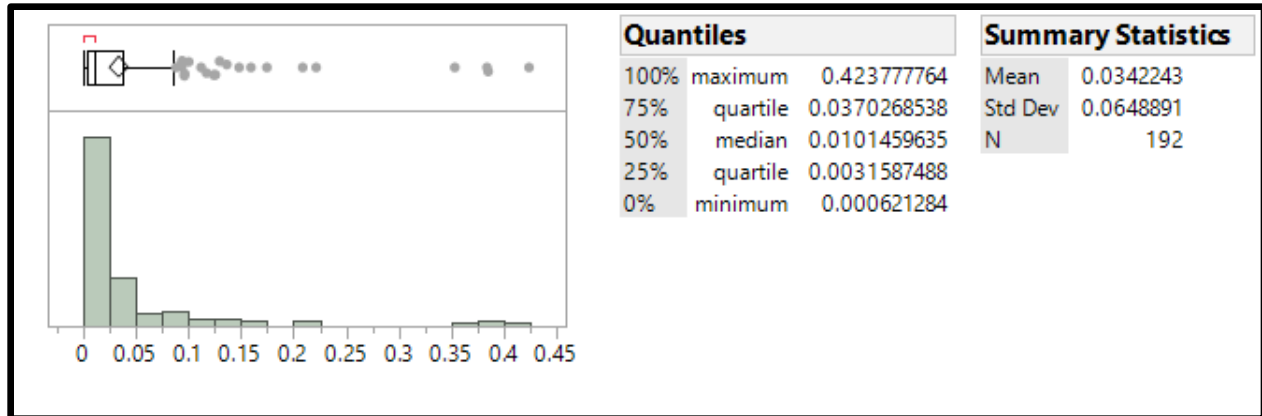 Quantiles
100% maximum 0.423777764
75% quartile 0.0370268538
50% median 0.0101459635
25% quartile 0.0031587488
0% minimum 0.000621284
Summary Statistics
Mean 0.0342243
Std Dev 0.0648891
N 192
0 0.05 0.1 0.15 0.2 0.25 0.3 0.35 0.4 0.45